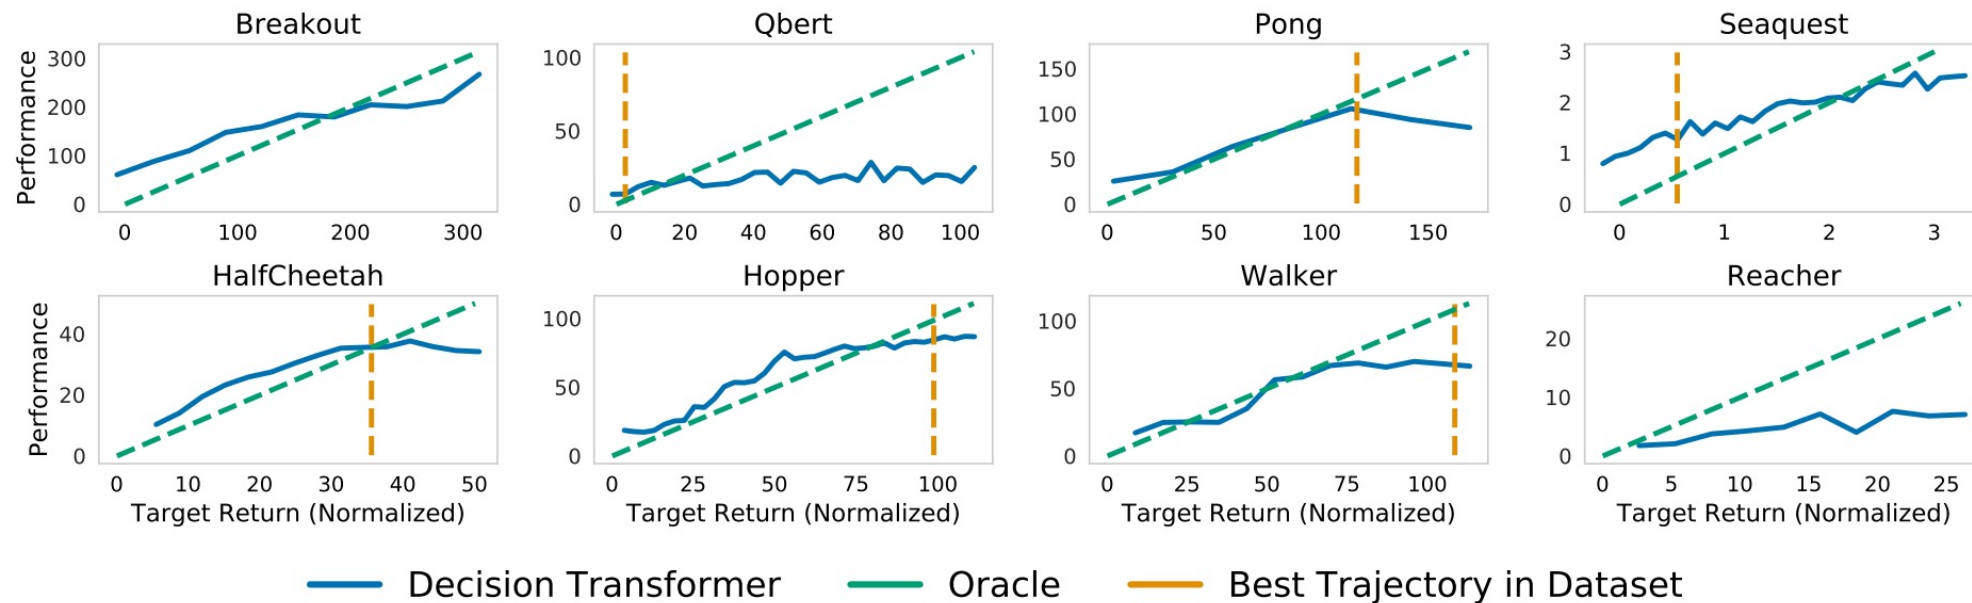 Breakout
Qbert
Pong
Seaquest
Performance
300
200
100
0
0 100 200 300
100
50
0
0 20 40 60 80 100
150
100
50
0
0 50 100 150
3
2
1
0
0 1 2 3
HalfCheetah
Hopper
Walker
Reacher
Performance
40
20
0
0 10 20 30 40 50
Target Return (Normalized)
100
50
0
0 25 50 75 100
Target Return (Normalized)
100
50
0
0 25 50 75 100
Target Return (Normalized)
20
10
0
0 5 10 15 20 25
Target Return (Normalized)
Decision Transformer
Oracle
Best Trajectory in Dataset